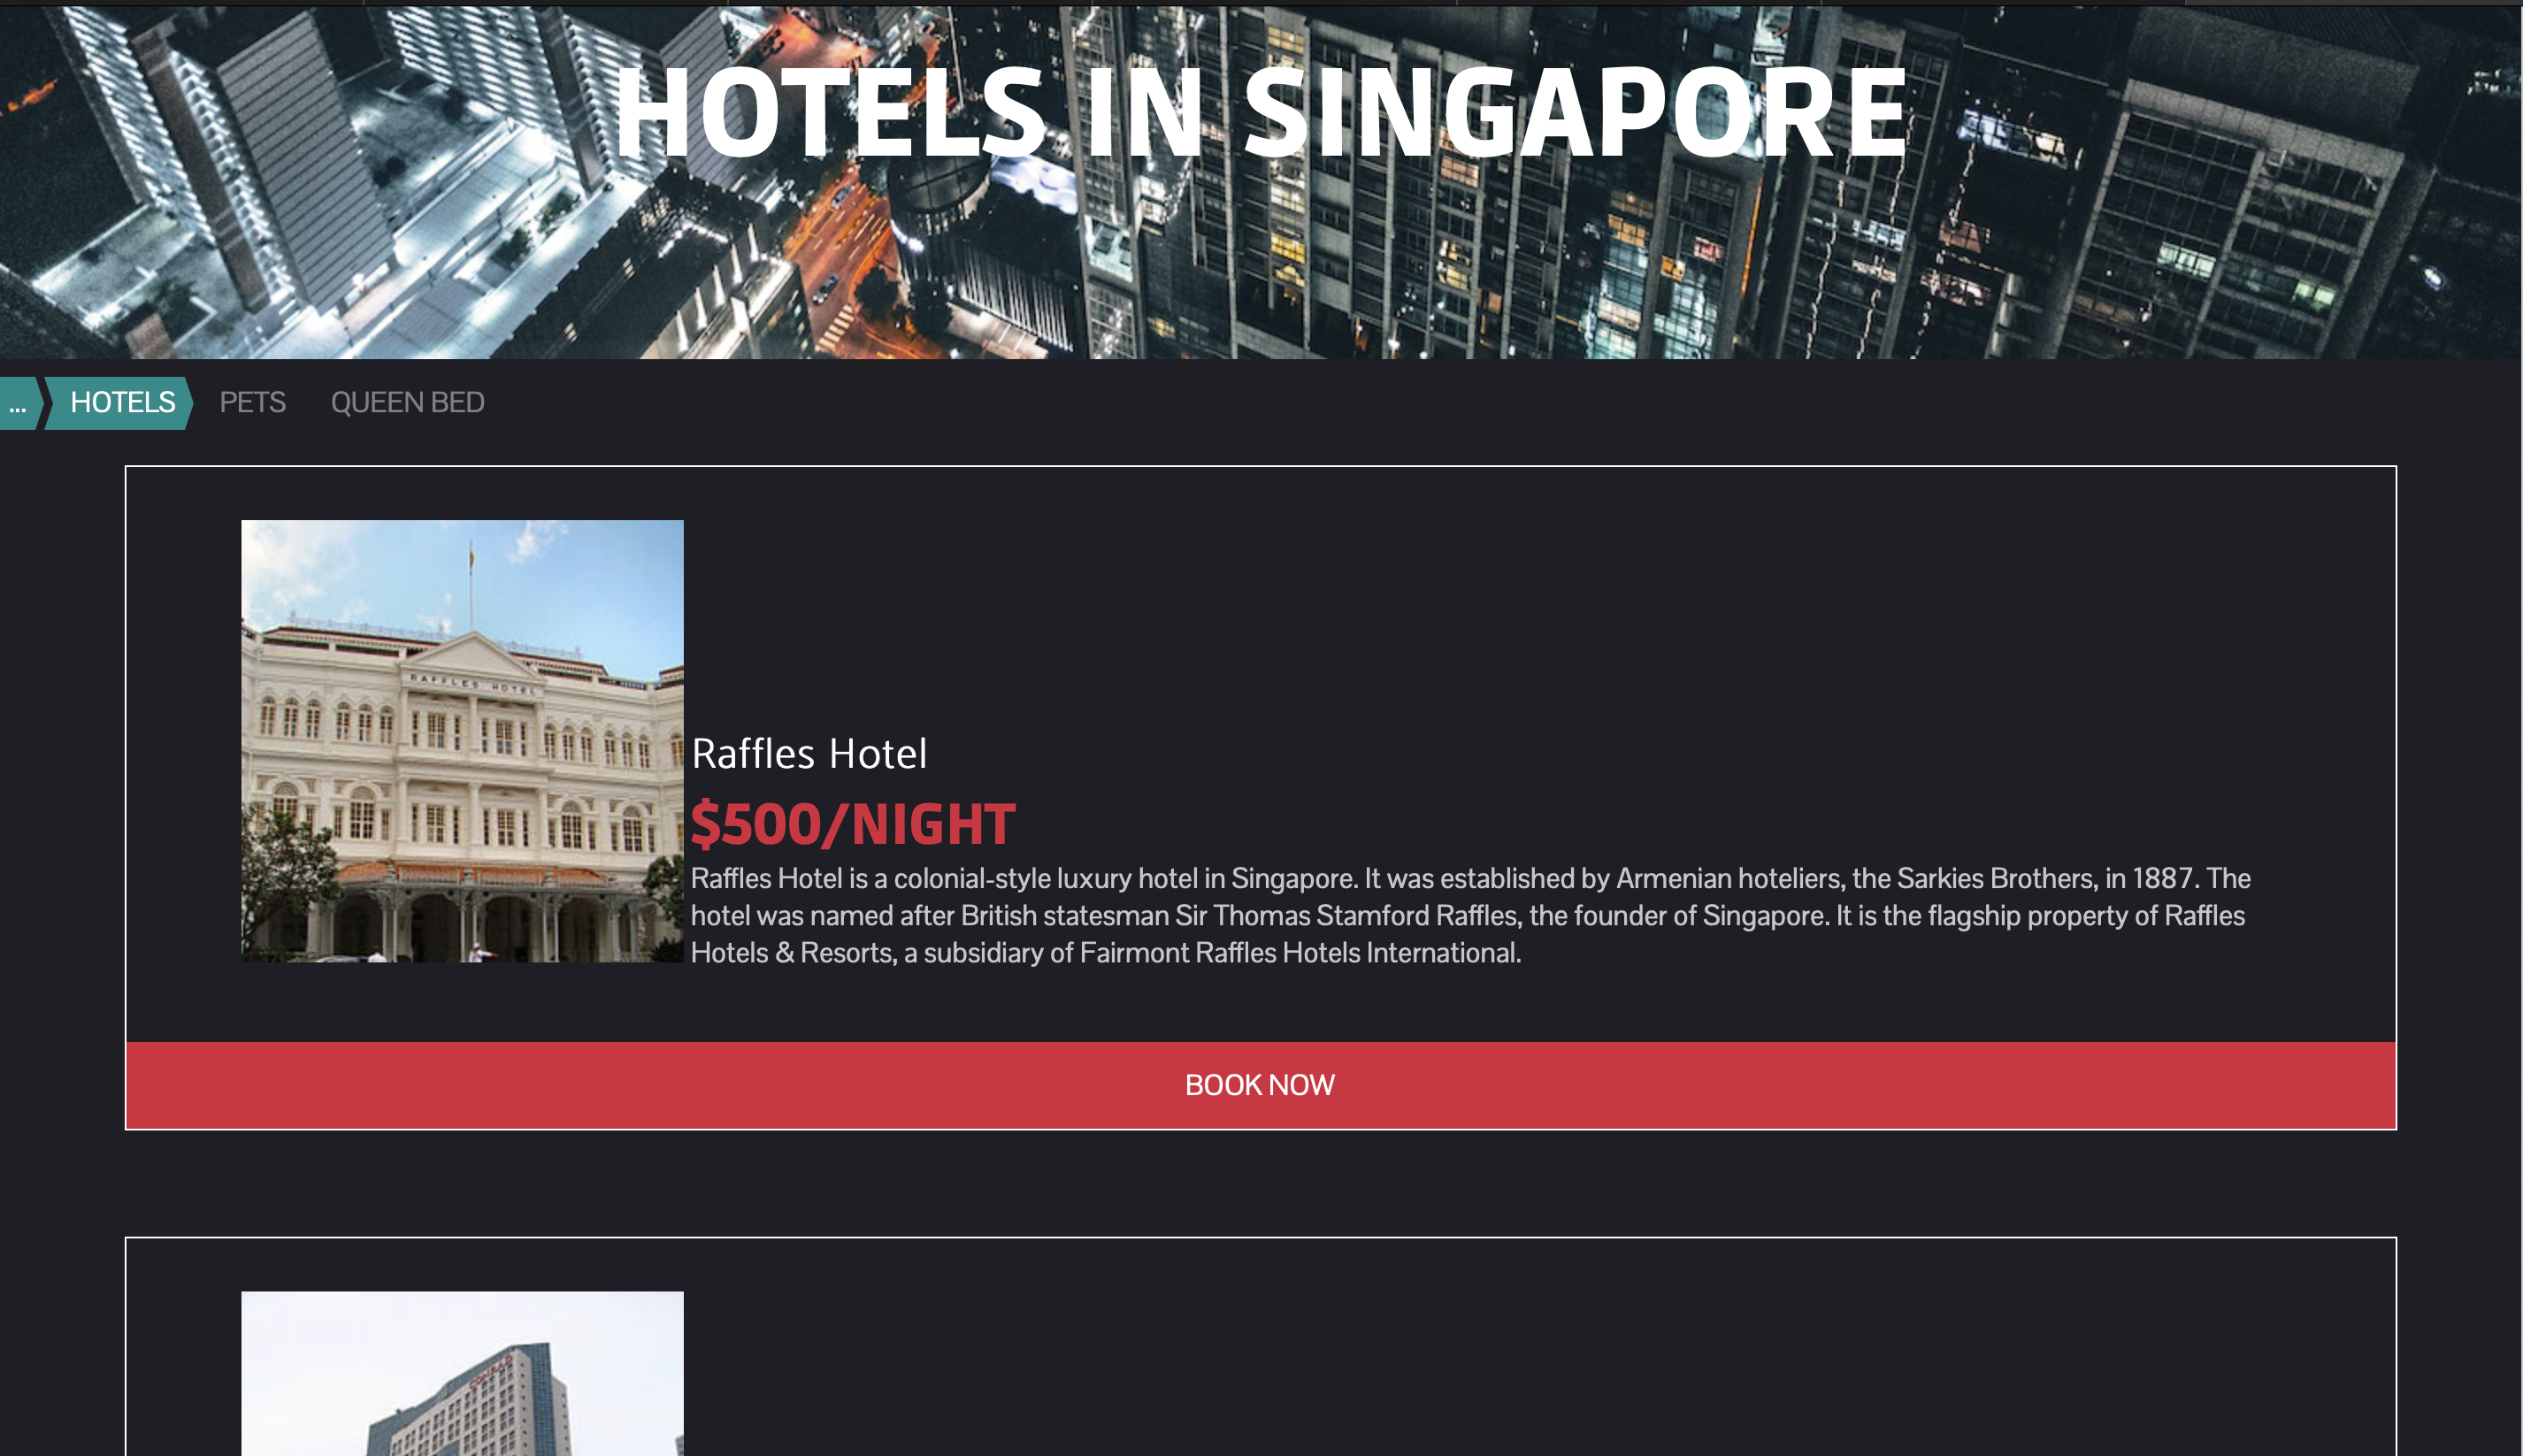 HOTELS IN SINGAPORE
... HOTELS PETS QUEEN BED
RAFFLES HOTEL
Raffles Hotel
$500/NIGHT
Raffles Hotel is a colonial-style luxury hotel in Singapore. It was established by Armenian hoteliers, the Sarkies Brothers, in 1887. The
hotel was named after British statesman Sir Thomas Stamford Raffles, the founder of Singapore. It is the flagship property of Raffles
Hotels & Resorts, a subsidiary of Fairmont Raffles Hotels International.
BOOK NOW
CONRAD